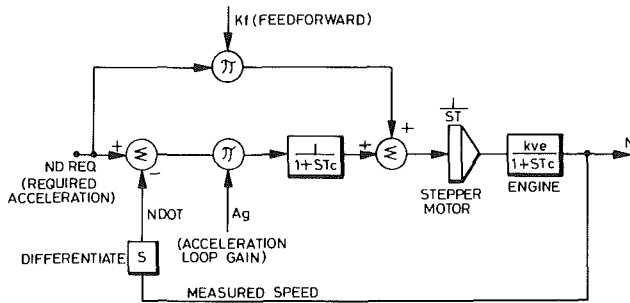 Kf (FEEDFORWARD)
π
+
ND REQ
(REQUIRED
ACCELERATION)
Σ
−
π
1
1+STc
+
+
Σ
1
ST
STEPPER
MOTOR
kve
1+STc
ENGINE
N
NDOT
Ag
(ACCELERATION
LOOP GAIN)
DIFFERENTIATE
S
MEASURED SPEED